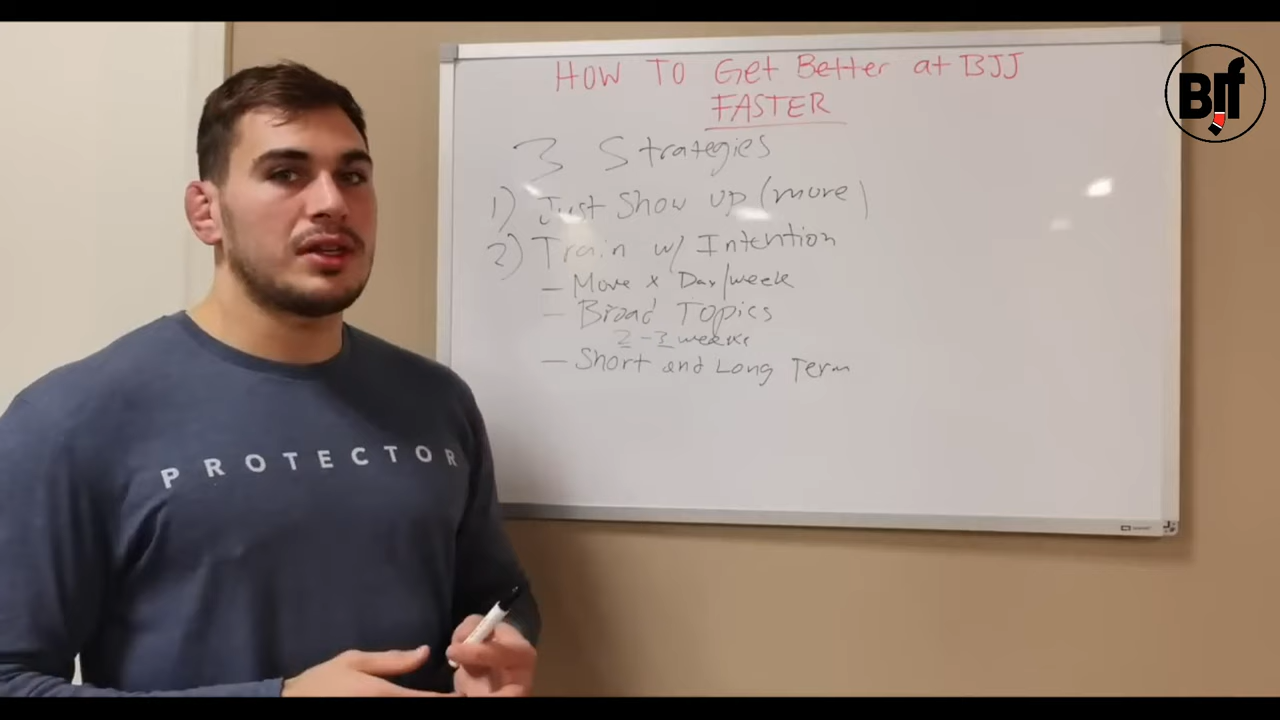 HOW TO Get Better at BJJ
FASTER
3 Strategies
1) Just Show up (more)
2) Train w/ Intention
- Move x Day/week
- Broad Topics
2-3 weeks
- Short and Long Term
PROTECTOR
BJJf